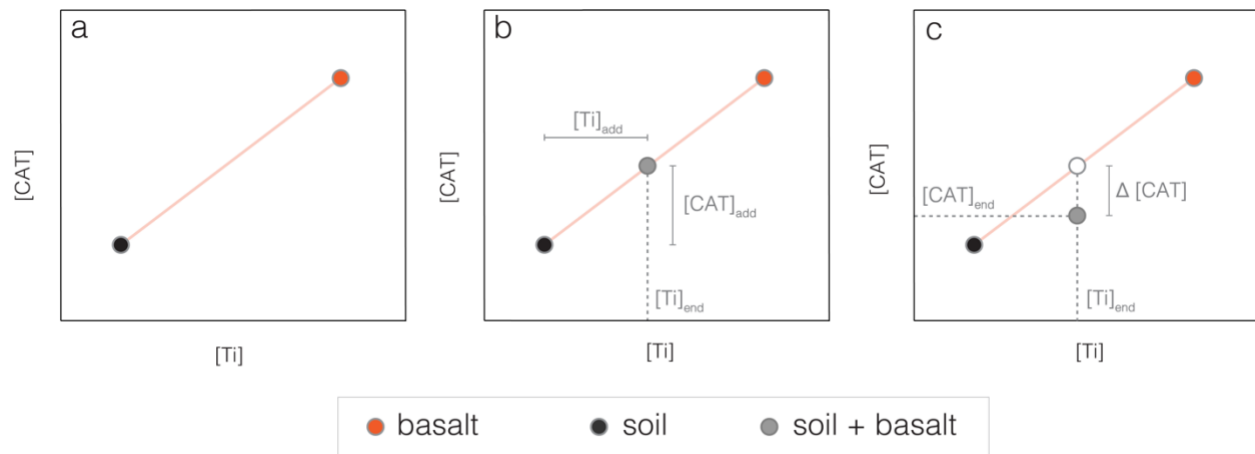 a
[CAT]
[Ti]
b
[CAT]
[Ti]add
[CAT]add
[Ti]end
[Ti]
c
[CAT]
[CAT]end
Δ [CAT]
[Ti]end
[Ti]
basalt
soil
soil + basalt